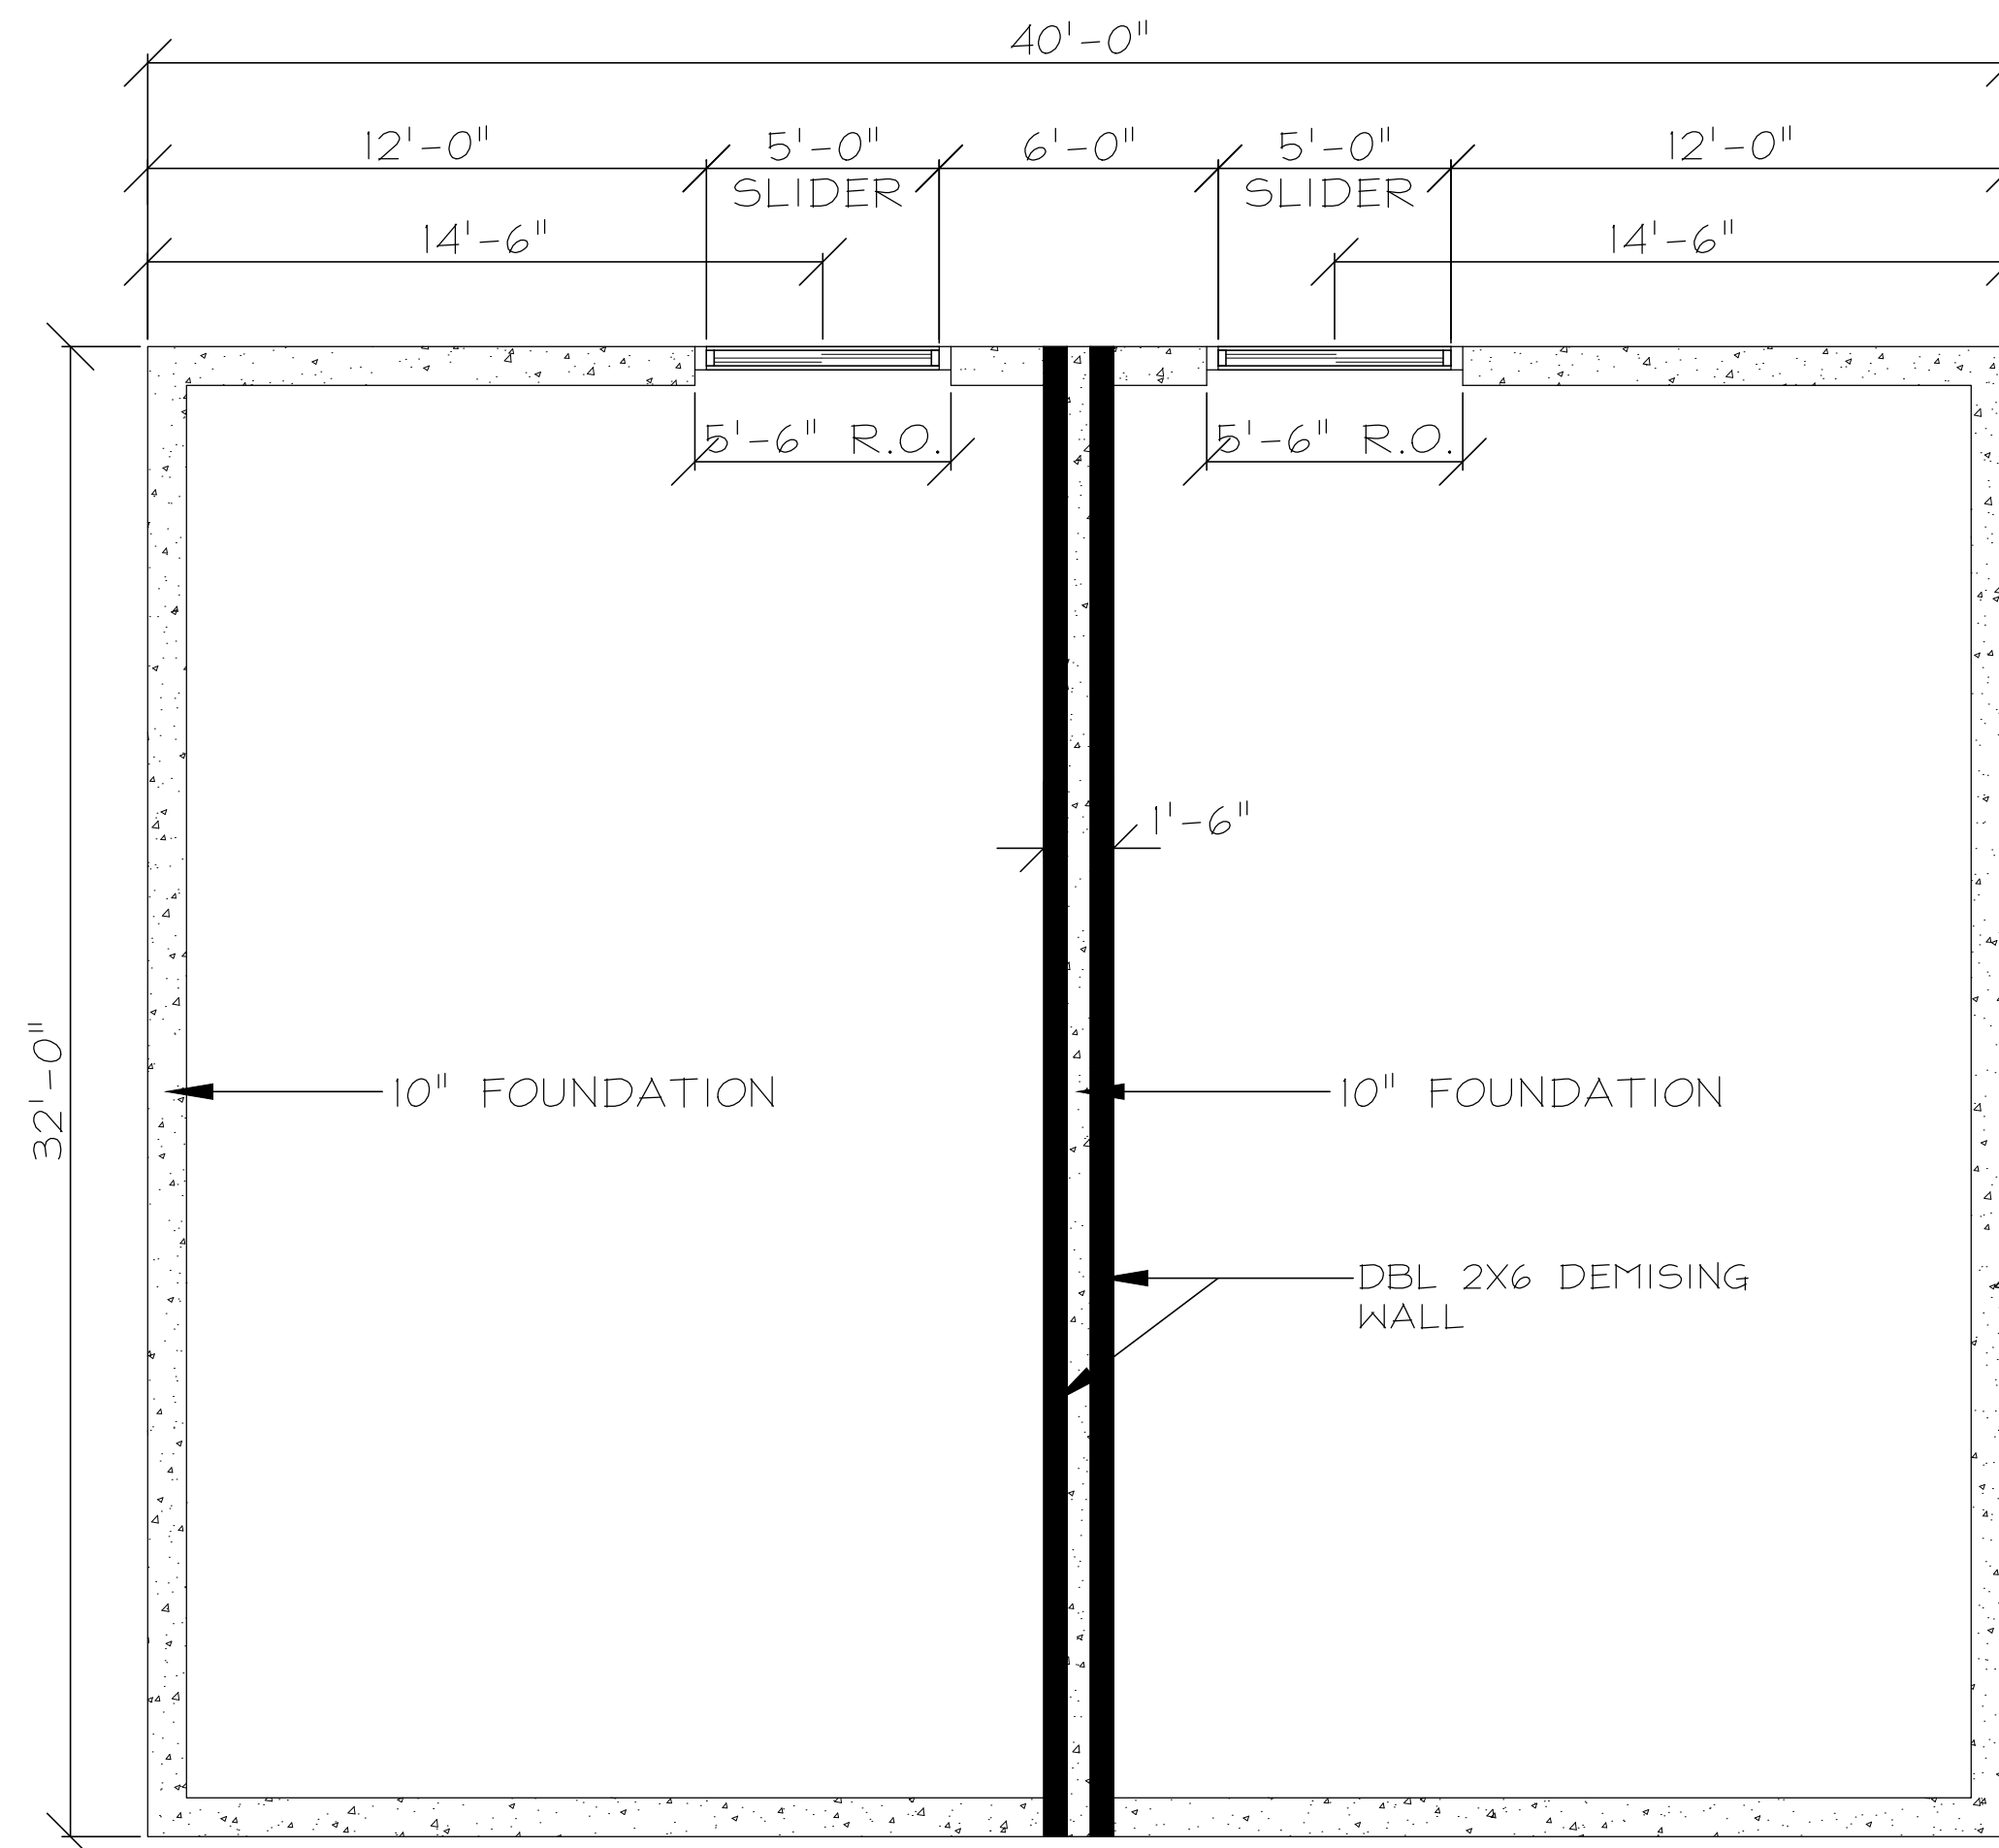 40'-0"
12'-0" 5'-0" 6'-0" 5'-0" 12'-0"
SLIDER SLIDER
14'-6" 14'-6"
5'-6" R.O. 5'-6" R.O.
1'-6"
32'-0"
10" FOUNDATION 10" FOUNDATION
DBL 2X6 DEMISING
WALL